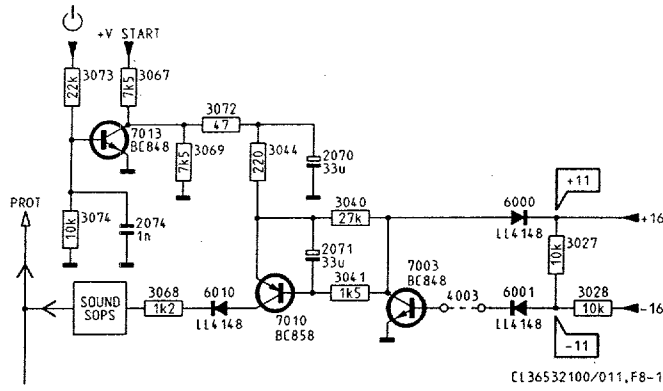 +V START
3073
22k
3067
7k5
3072
47
7013
BC848
3069
7k5
3044
220
2070
33u
+11
PROT
3074
10k
2074
1n
3040
27k
6000
LL4148
+16
2071
33u
3041
1k5
7003
BC848
3027
10k
SOUND
SOPS
3068
1k2
6010
LL4148
7010
BC858
4003
6001
LL4148
3028
10k
-16
-11
CL36532100/011,F8-1